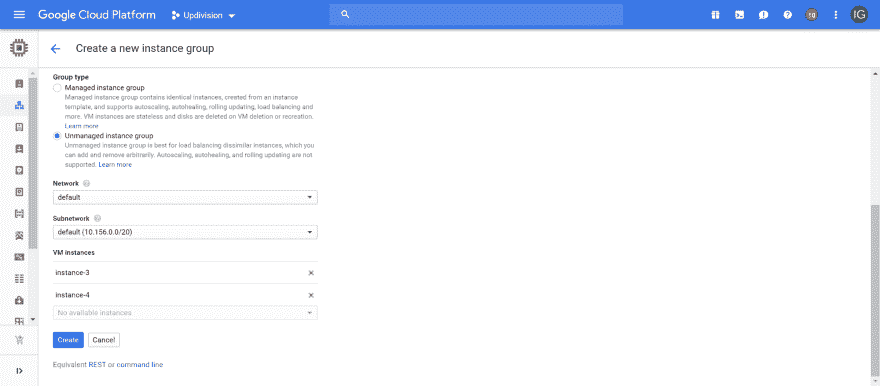 Google Cloud Platform
Updivision
IG
Create a new instance group
Group type
Managed instance group
Managed instance group contains identical instances, created from an instance
template, and supports autoscaling, autohealing, rolling updating, load balancing and
more. VM instances are stateless and disks are deleted on VM deletion or recreation.
Learn more
Unmanaged instance group
Unmanaged instance group is best for load balancing dissimilar instances, which you
can add and remove arbitrarily. Autoscaling, autohealing, and rolling updating are not
supported. Learn more
Network
default
Subnetwork
default (10.156.0.0/20)
VM instances
instance-3
instance-4
No available instances
Create Cancel
Equivalent REST or command line